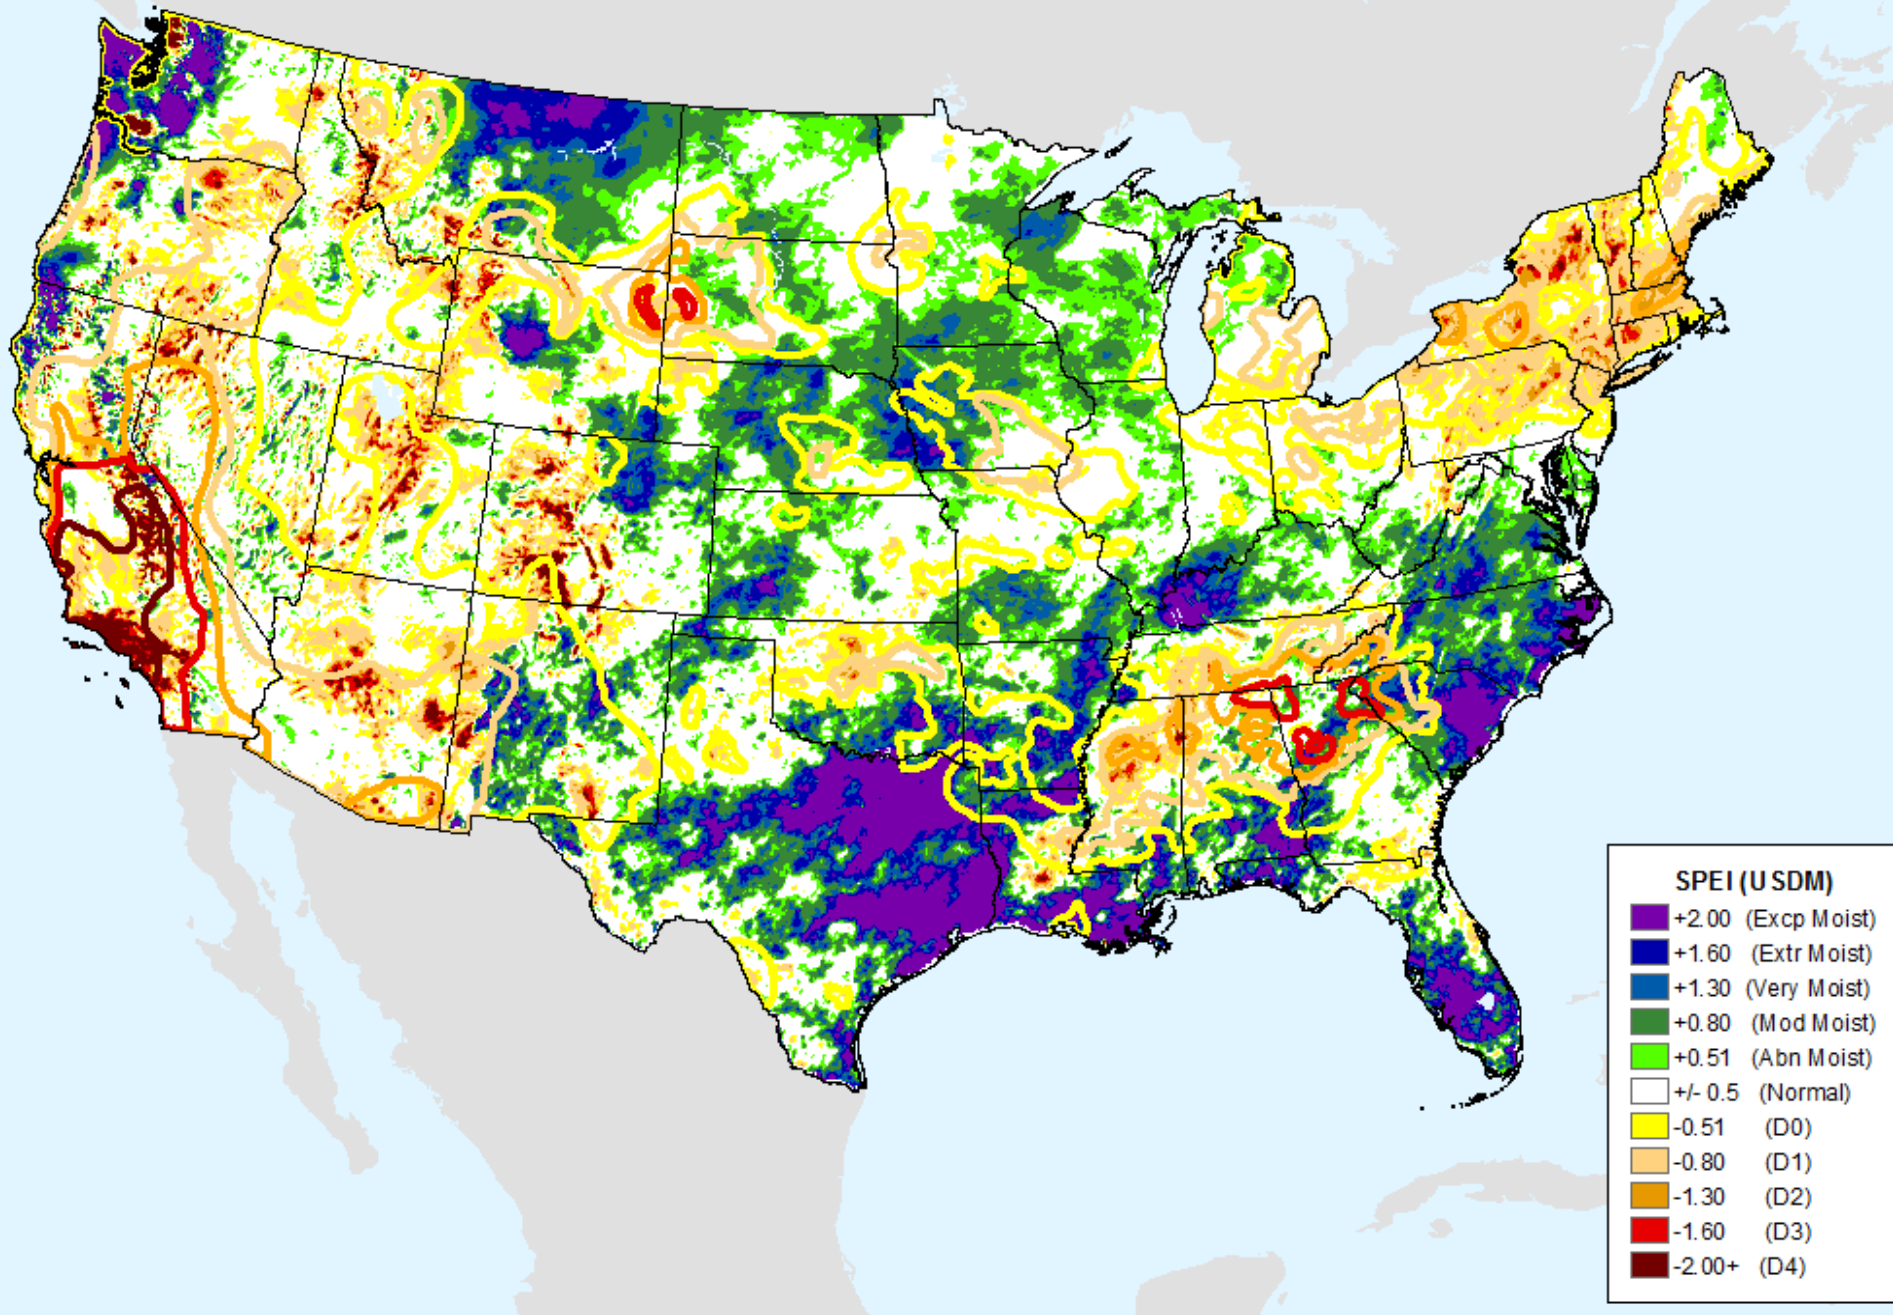 SPEI (USDM)
+2.00 (Excp Moist)
+1.60 (Extr Moist)
+1.30 (Very Moist)
+0.80 (Mod Moist)
+0.51 (Abn Moist)
+/- 0.5 (Normal)
-0.51 (D0)
-0.80 (D1)
-1.30 (D2)
-1.60 (D3)
-2.00+ (D4)